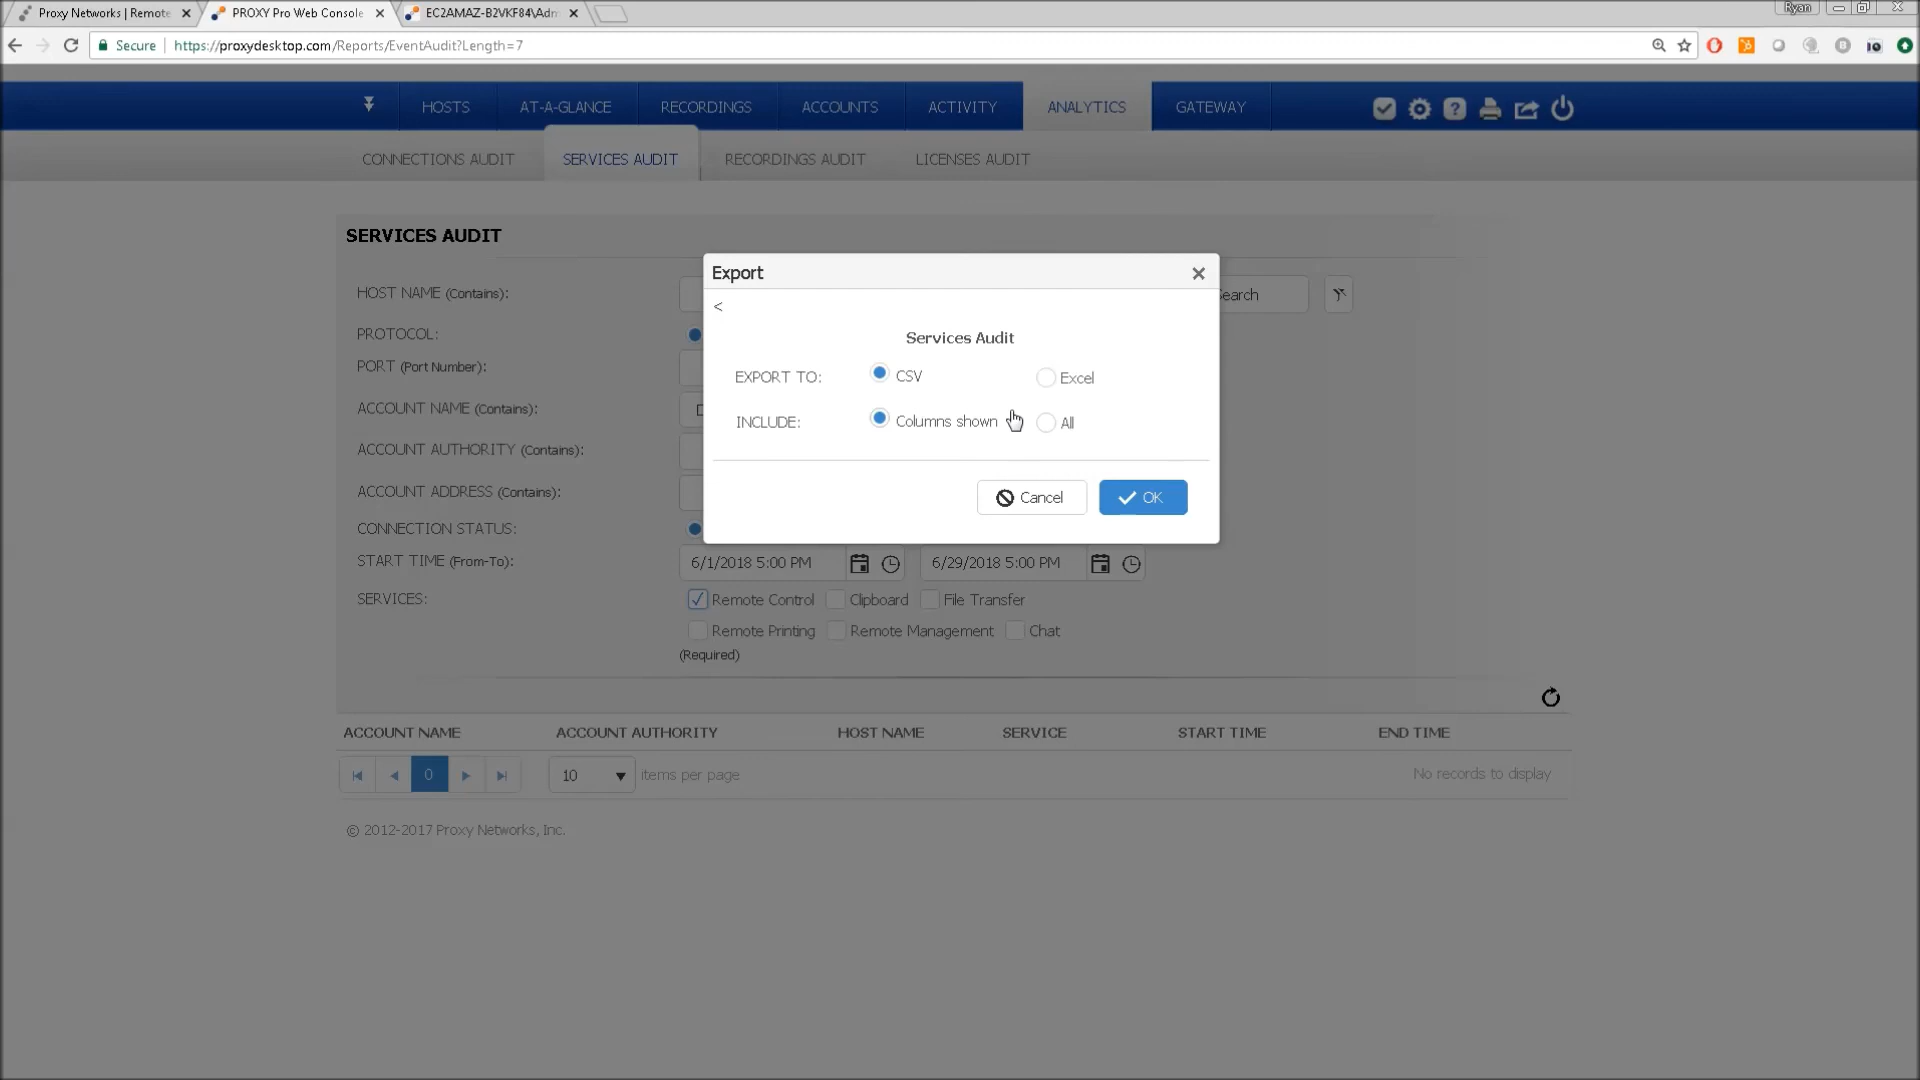 Proxy Networks | Remote
PROXY Pro Web Console
EC2AMAZ-B2VKF84\Adm
Ryan
Secure
https://proxydesktop.com/Reports/EventAudit?Length=7
HOSTS
AT-A-GLANCE
RECORDINGS
ACCOUNTS
ACTIVITY
ANALYTICS
GATEWAY
CONNECTIONS AUDIT
SERVICES AUDIT
RECORDINGS AUDIT
LICENSES AUDIT
SERVICES AUDIT
HOST NAME (Contains):
Search
PROTOCOL:
PORT (Port Number):
ACCOUNT NAME (Contains):
ACCOUNT AUTHORITY (Contains):
ACCOUNT ADDRESS (Contains):
CONNECTION STATUS:
START TIME (From-To):
6/1/2018 5:00 PM
6/29/2018 5:00 PM
SERVICES:
Remote Control
Clipboard
File Transfer
Remote Printing
Remote Management
Chat
(Required)
Export
<
Services Audit
EXPORT TO:
CSV
Excel
INCLUDE:
Columns shown
All
Cancel
OK
ACCOUNT NAME
ACCOUNT AUTHORITY
HOST NAME
SERVICE
START TIME
END TIME
0
10
items per page
No records to display
© 2012-2017 Proxy Networks, Inc.